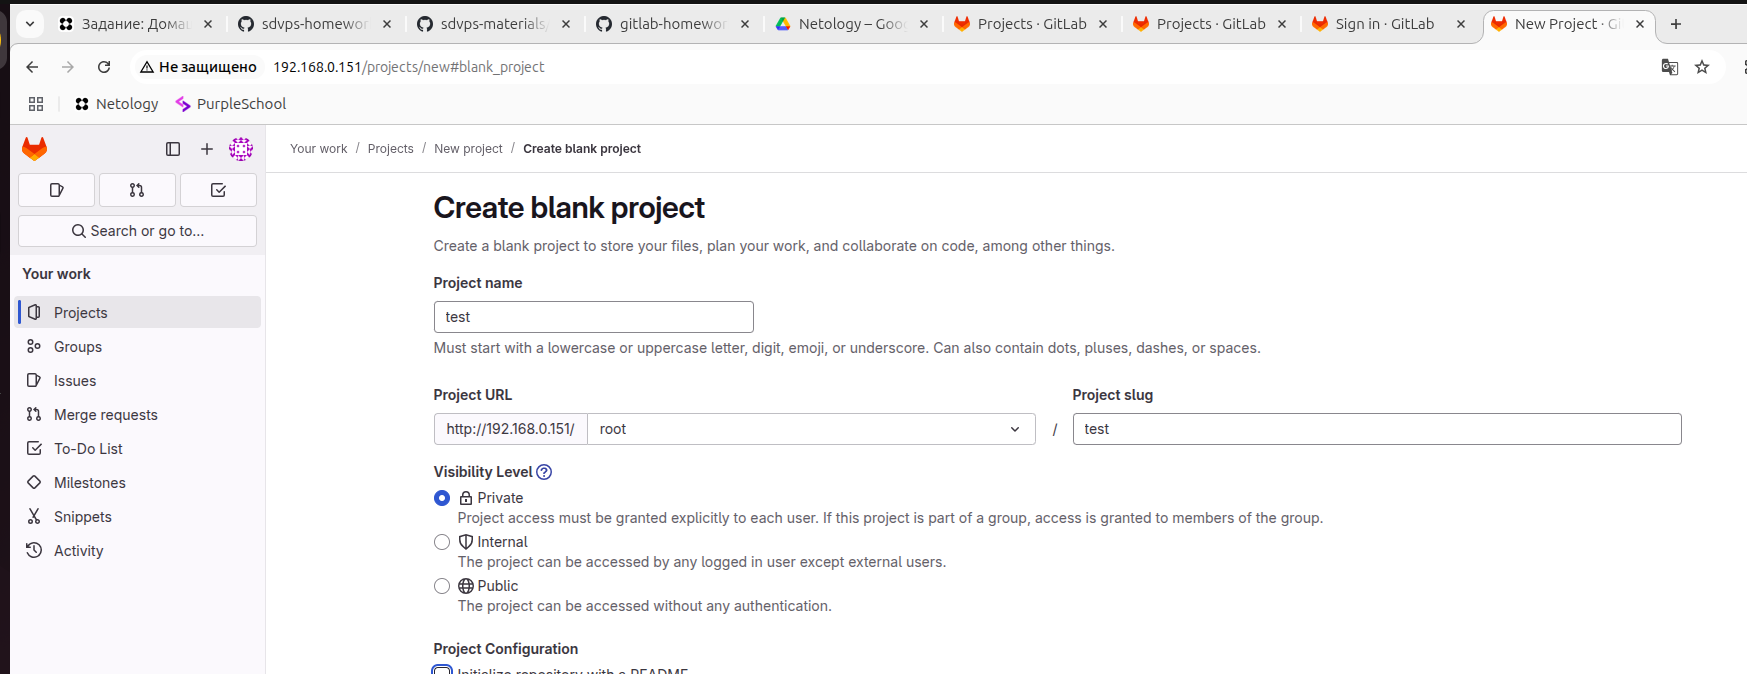 Задание: Дома
sdvps-homewor
sdvps-materials/
gitlab-homewor
Netology – Goog
Projects · GitLab
Projects · GitLab
Sign in · GitLab
New Project · Gi
Не защищено 192.168.0.151/projects/new#blank_project
Netology PurpleSchool
Your work / Projects / New project / Create blank project
Search or go to...
Your work
Projects
Groups
Issues
Merge requests
To-Do List
Milestones
Snippets
Activity
Create blank project
Create a blank project to store your files, plan your work, and collaborate on code, among other things.
Project name
test
Must start with a lowercase or uppercase letter, digit, emoji, or underscore. Can also contain dots, pluses, dashes, or spaces.
Project URL
http://192.168.0.151/ root
/
Project slug
test
Visibility Level
Private
Project access must be granted explicitly to each user. If this project is part of a group, access is granted to members of the group.
Internal
The project can be accessed by any logged in user except external users.
Public
The project can be accessed without any authentication.
Project Configuration
Initialize repository with a README